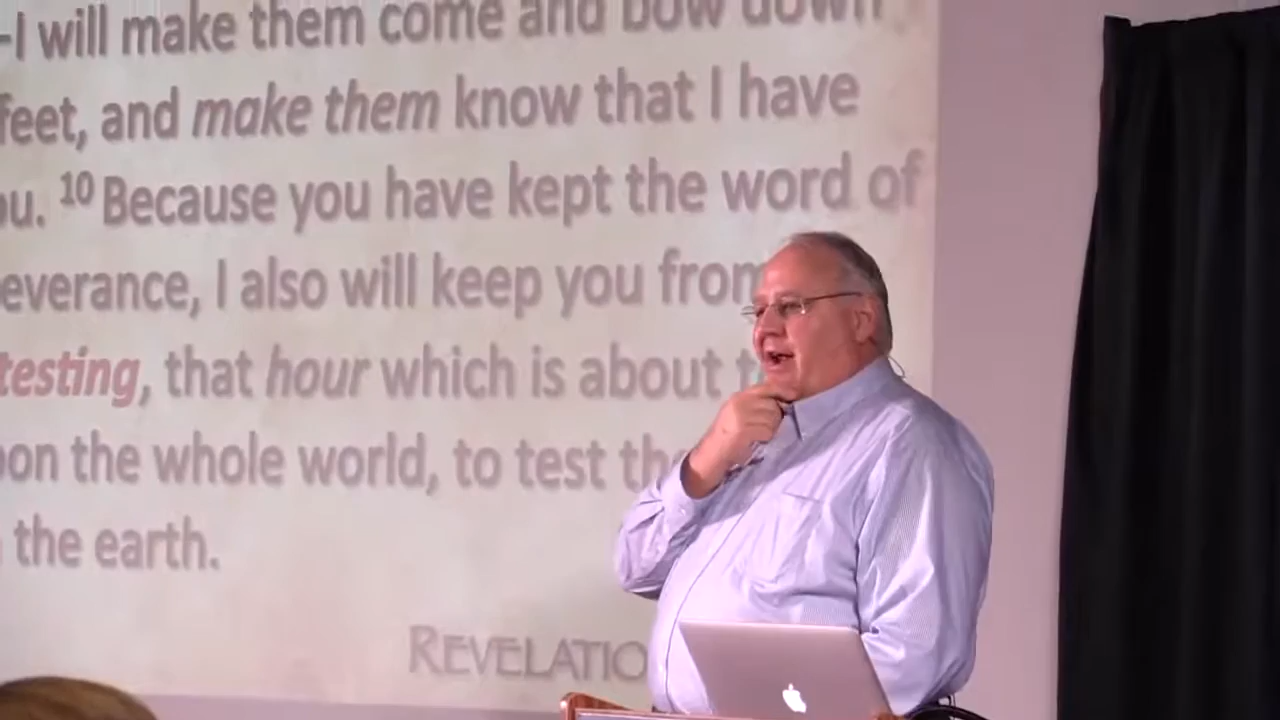 -I will make them come and bow down
feet, and make them know that I have
ou. 10 Because you have kept the word of
everance, I also will keep you from
testing, that hour which is about t
on the whole world, to test the
the earth.
REVELATIO